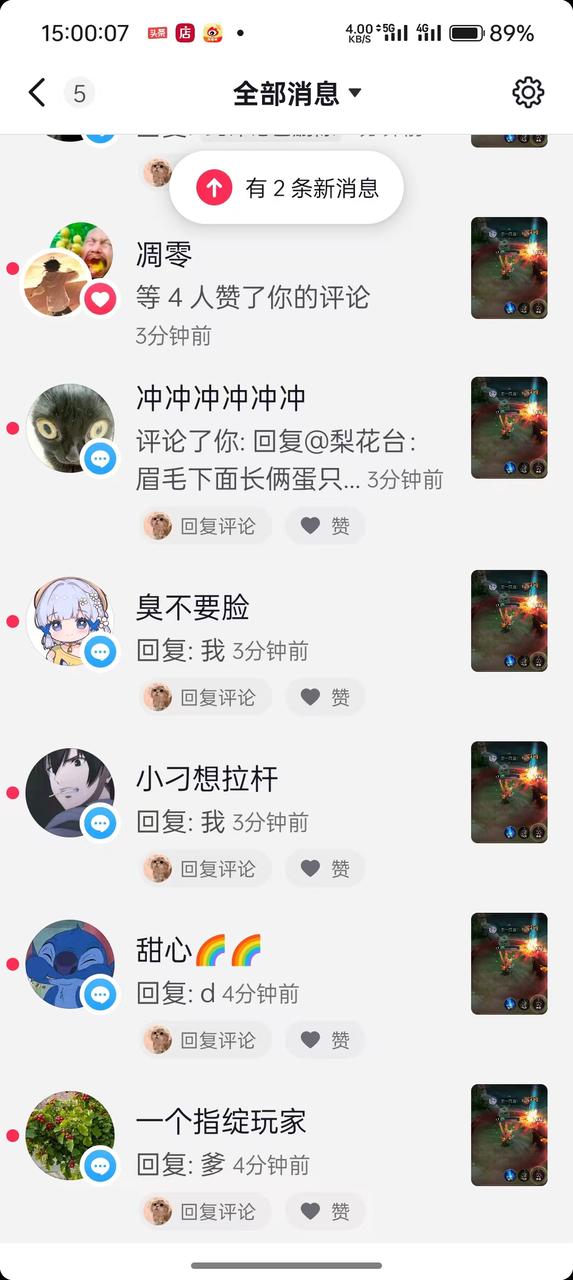 15:00:07
头条
店
4.00 KB/S
5G
4G
89%
5
全部消息
有 2 条新消息
凋零
等 4 人赞了你的评论
3分钟前
冲冲冲冲冲冲
评论了你: 回复@梨花台:
眉毛下面长俩蛋只... 3分钟前
回复评论 赞
臭不要脸
回复: 我 3分钟前
回复评论 赞
小刁想拉杆
回复: 我 3分钟前
回复评论 赞
甜心🌈🌈
回复: d 4分钟前
回复评论 赞
一个指绽玩家
回复: 爹 4分钟前
回复评论 赞